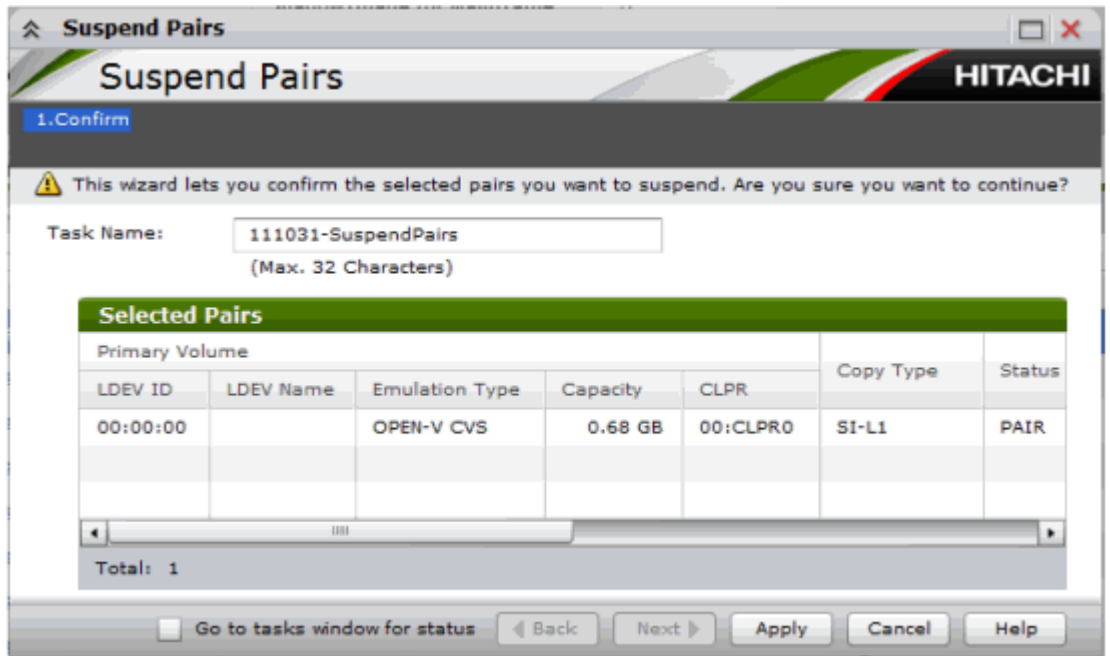 Suspend Pairs
Suspend Pairs
HITACHI
1.Confirm
This wizard lets you confirm the selected pairs you want to suspend. Are you sure you want to continue?
Task Name: 111031-SuspendPairs
(Max. 32 Characters)
Selected Pairs
Primary Volume
Copy Type Status
LDEV ID LDEV Name Emulation Type Capacity CLPR
00:00:00 OPEN-V CVS 0.68 GB 00:CLPR0 SI-L1 PAIR
Total: 1
Go to tasks window for status Back Next Apply Cancel Help